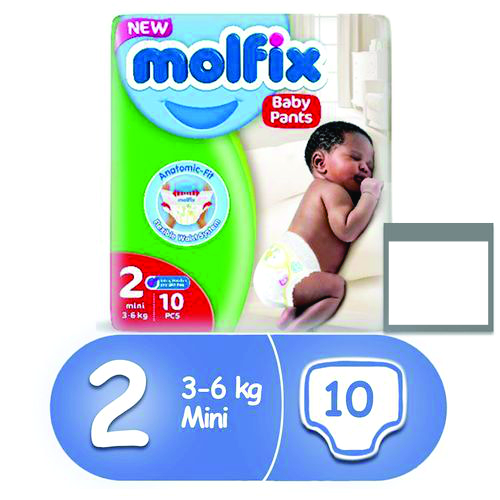 NEW
molfix
Baby
Pants
Anatomic-Fit
molfix
Flexible Waist System
2
mini
3-6 kg
10
PCS
2
3-6 kg
Mini
10